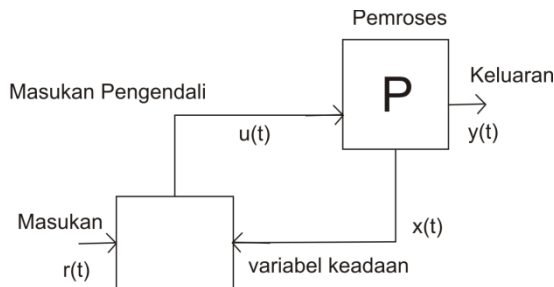 Pemroses
P
Keluaran
y(t)
Masukan Pengendali
u(t)
Masukan
r(t)
x(t)
variabel keadaan